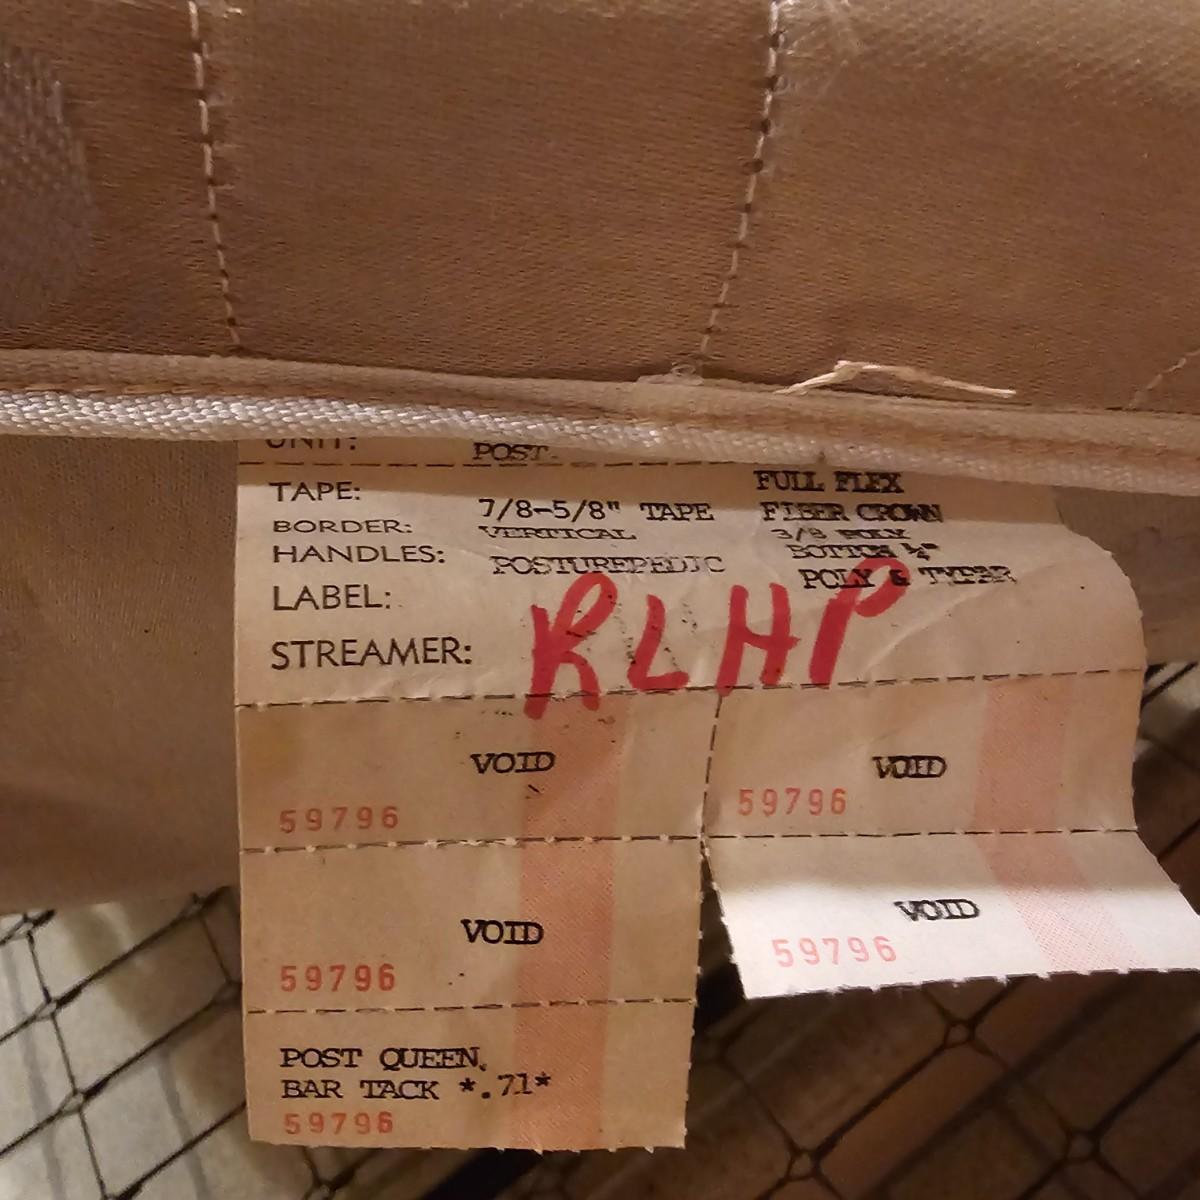 UNIT: POST.
FULL FLEX
TAPE: 7/8-5/8" TAPE FIBER CROWN
BORDER: VERTICAL 3/8 POLY
HANDLES: POSTUREPEDIC BOTTOM ¼"
POLY & TYPAR
LABEL:
STREAMER: RLHP
VOID VOID
59796 59796
VOID VOID
59796 59796
POST QUEEN.
BAR TACK *.71*
59796